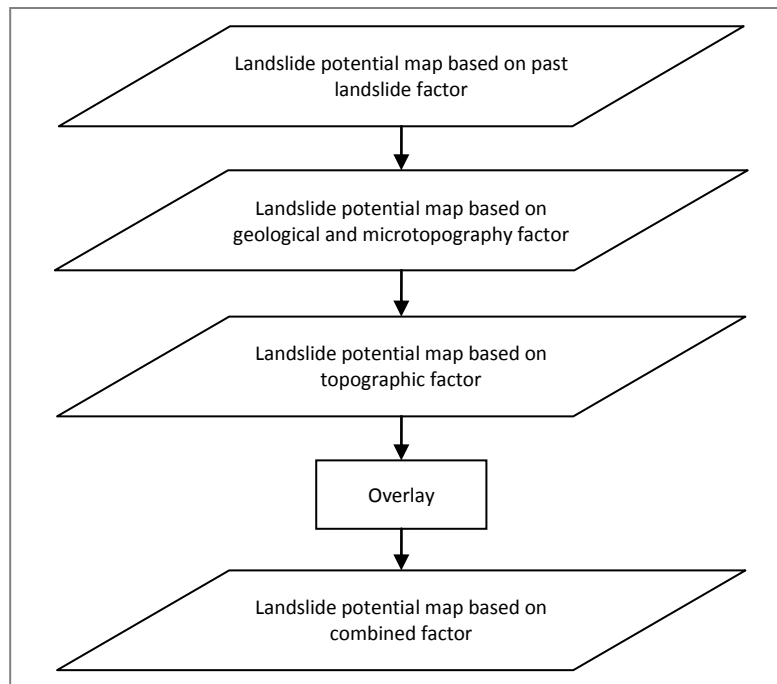 Landslide potential map based on past
landslide factor
Landslide potential map based on
geological and microtopography factor
Landslide potential map based on
topographic factor
Overlay
Landslide potential map based on
combined factor